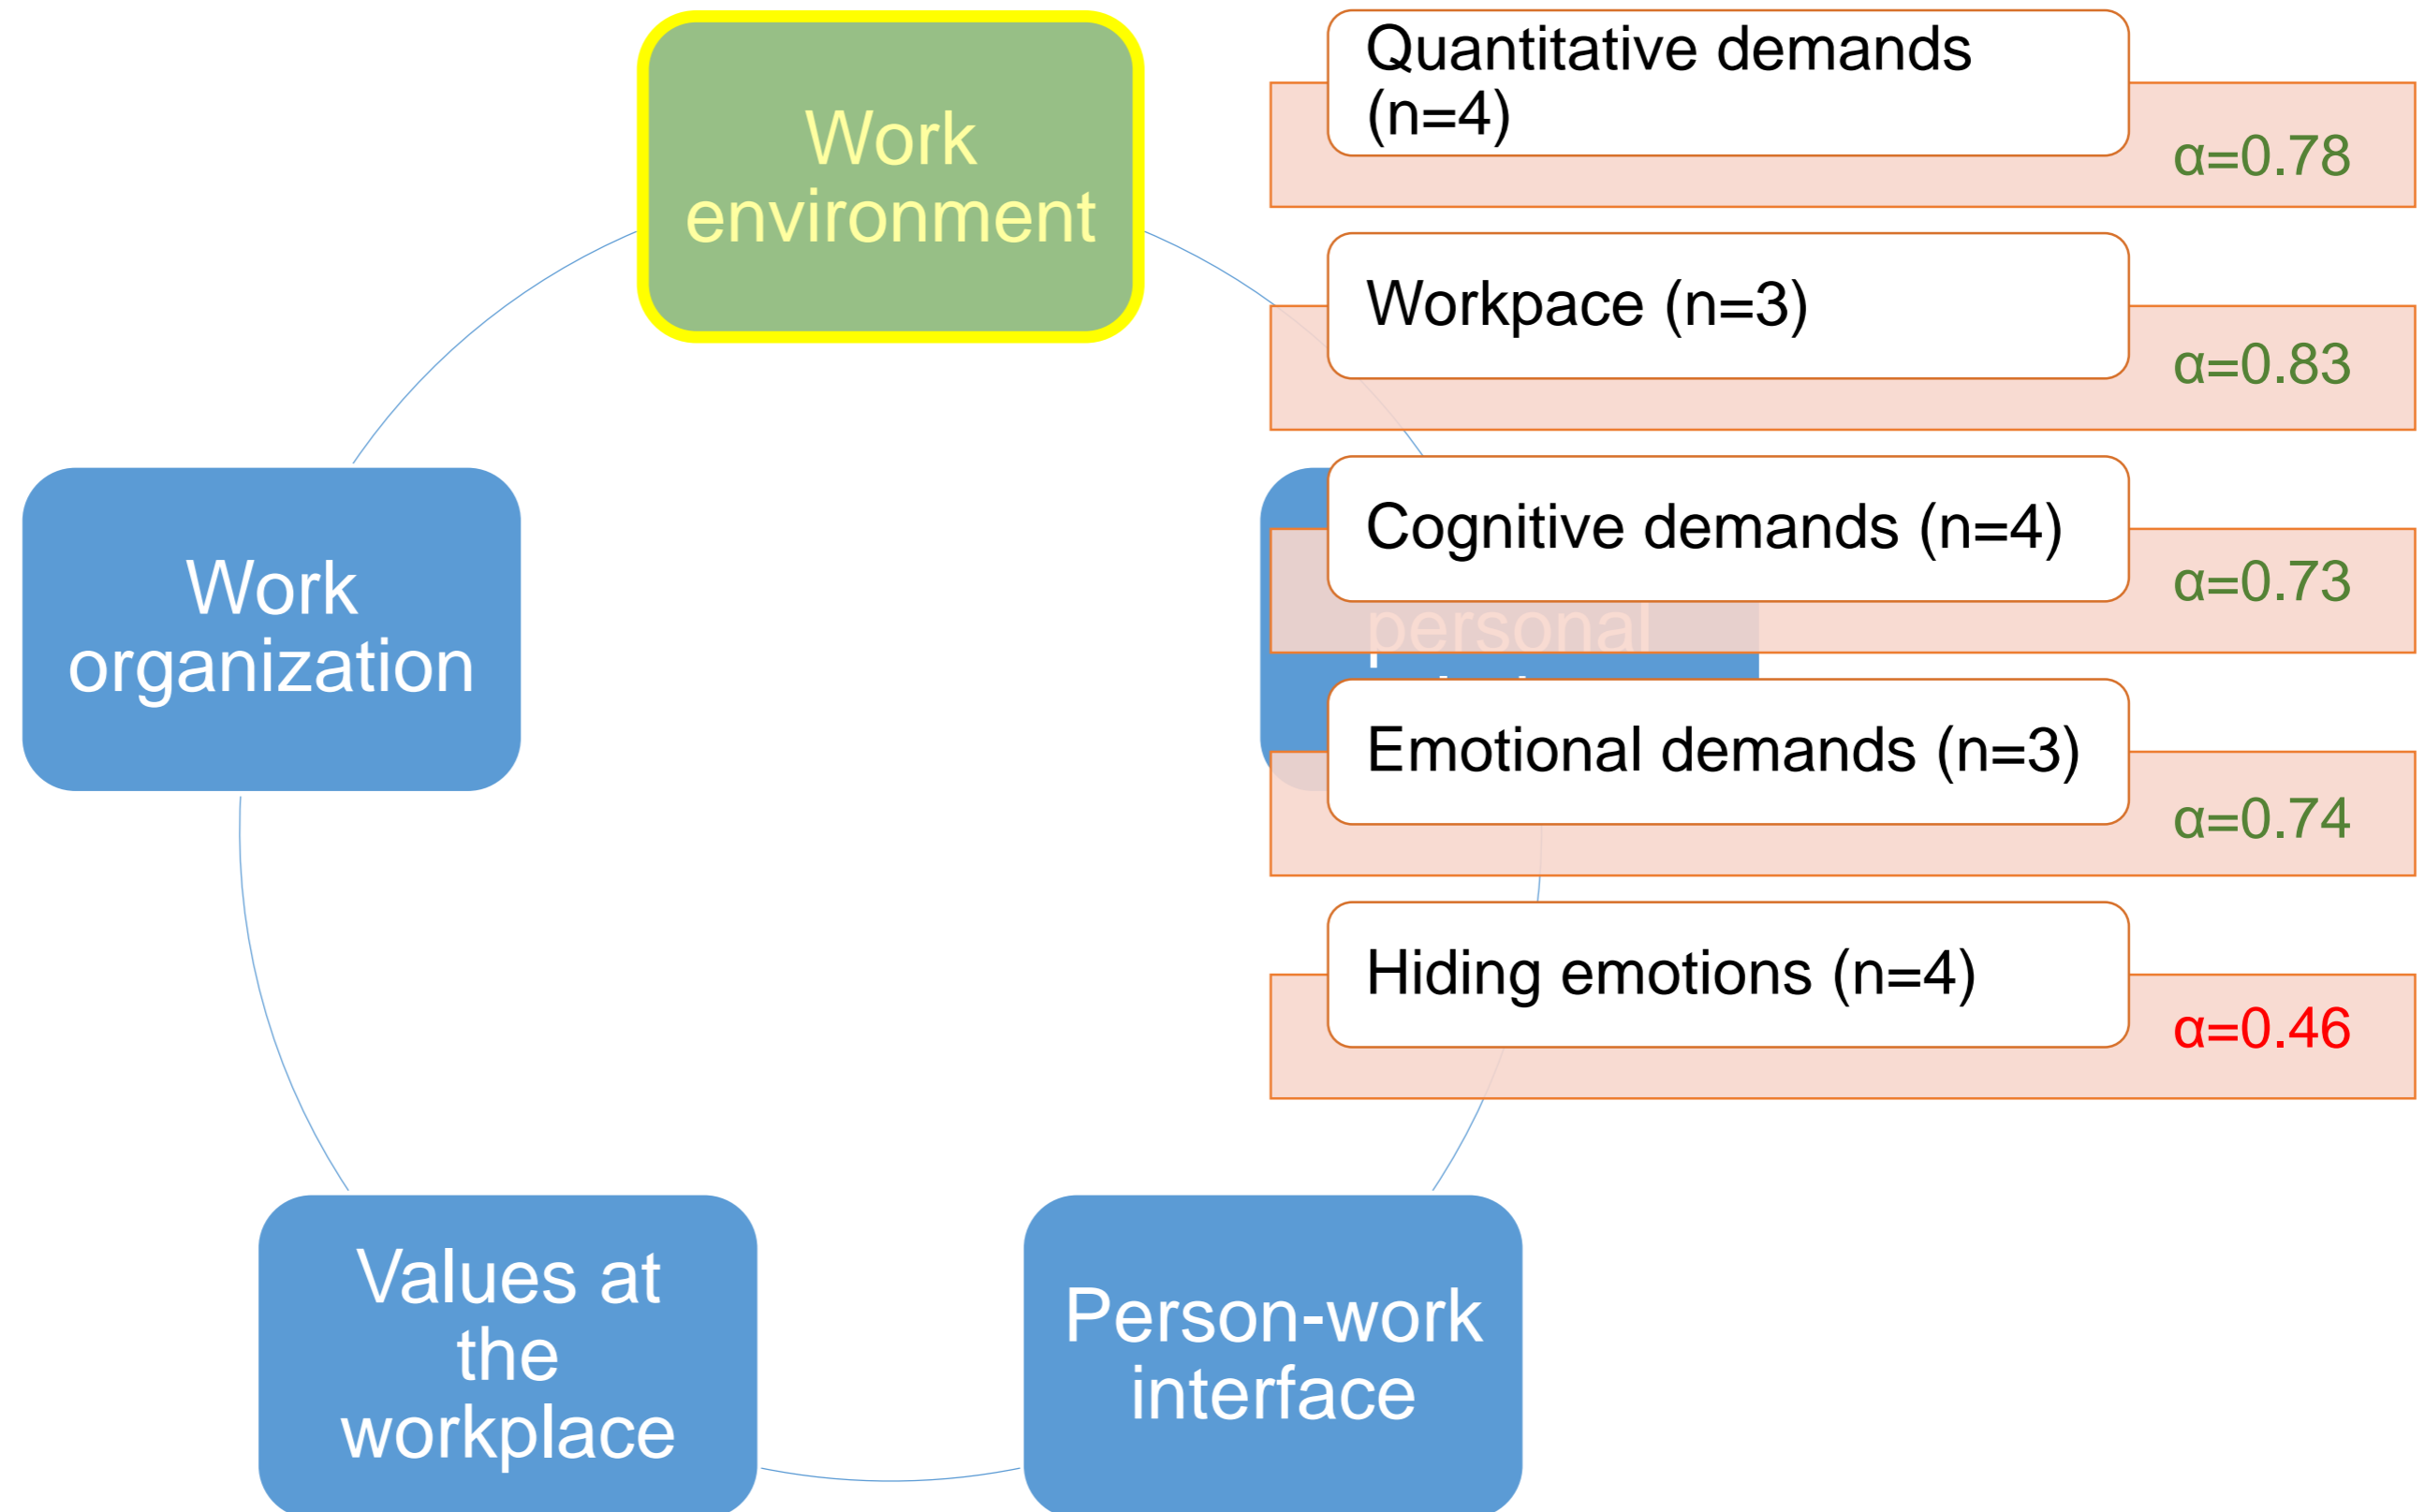 Work
environment
Quantitative demands
(n=4)
α=0.78
Workpace (n=3)
α=0.83
Cognitive demands (n=4)
α=0.73
personal
Emotional demands (n=3)
α=0.74
Hiding emotions (n=4)
α=0.46
Work
organization
Values at
the
workplace
Person-work
interface